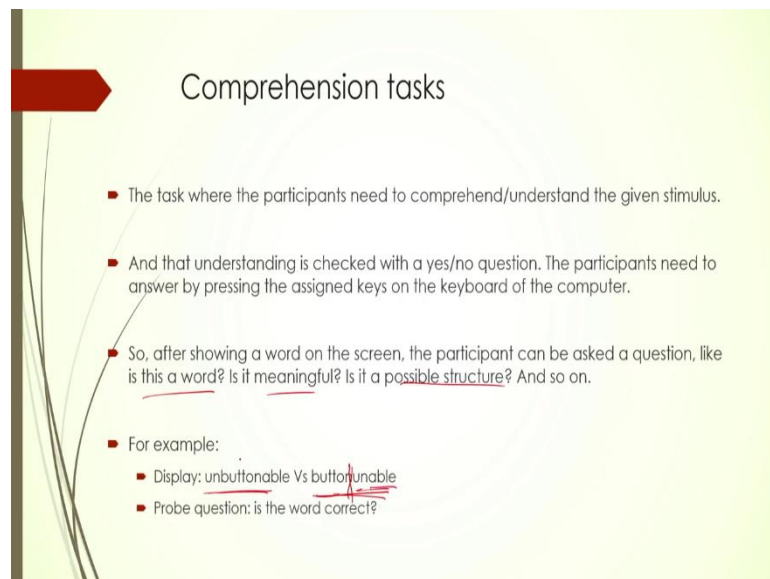 Comprehension tasks
The task where the participants need to comprehend/understand the given stimulus.
And that understanding is checked with a yes/no question. The participants need to
answer by pressing the assigned keys on the keyboard of the computer.
So, after showing a word on the screen, the participant can be asked a question, like
is this a word? Is it meaningful? Is it a possible structure? And so on.
For example:
Display: unbuttonable Vs buttonunable
Probe question: is the word correct?